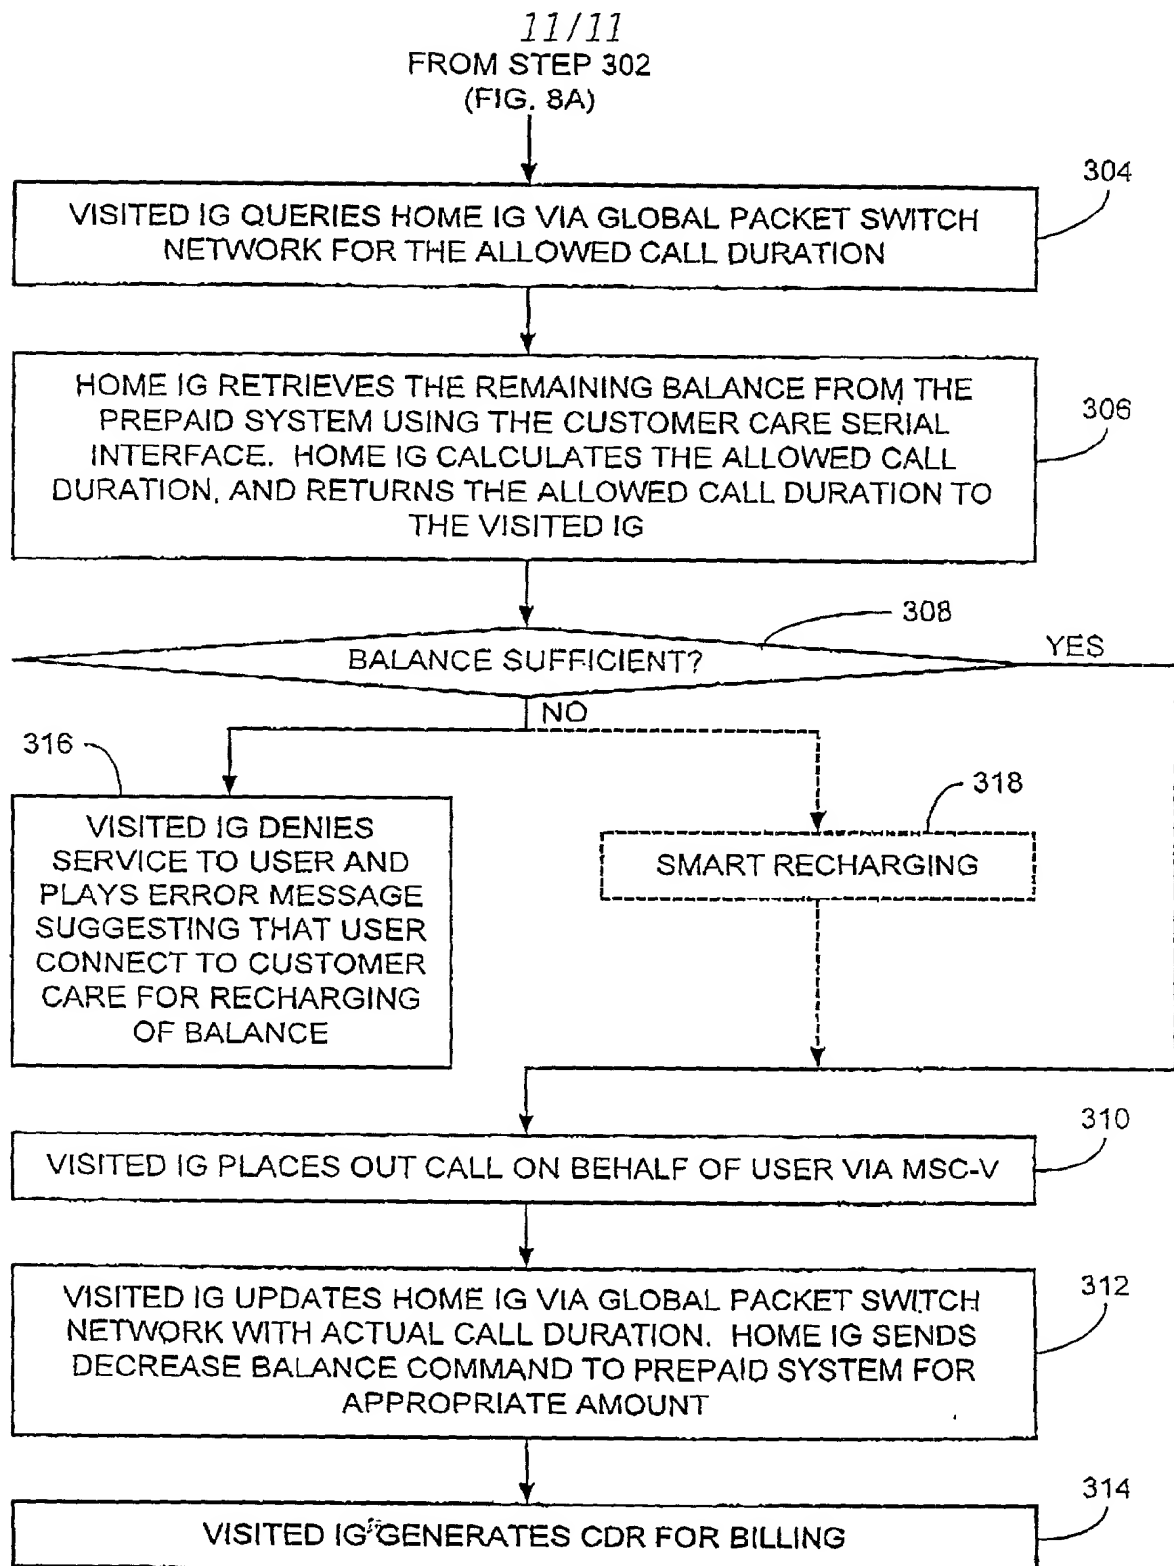 11/11
FROM STEP 302
(FIG. 8A)
304
VISITED IG QUERIES HOME IG VIA GLOBAL PACKET SWITCH
NETWORK FOR THE ALLOWED CALL DURATION
HOME IG RETRIEVES THE REMAINING BALANCE FROM THE
PREPAID SYSTEM USING THE CUSTOMER CARE SERIAL
INTERFACE. HOME IG CALCULATES THE ALLOWED CALL
DURATION, AND RETURNS THE ALLOWED CALL DURATION TO
THE VISITED IG
306
308
BALANCE SUFFICIENT?
YES
NO
316
VISITED IG DENIES
SERVICE TO USER AND
PLAYS ERROR MESSAGE
SUGGESTING THAT USER
CONNECT TO CUSTOMER
CARE FOR RECHARGING
OF BALANCE
318
SMART RECHARGING
310
VISITED IG PLACES OUT CALL ON BEHALF OF USER VIA MSC-V
312
VISITED IG UPDATES HOME IG VIA GLOBAL PACKET SWITCH
NETWORK WITH ACTUAL CALL DURATION. HOME IG SENDS
DECREASE BALANCE COMMAND TO PREPAID SYSTEM FOR
APPROPRIATE AMOUNT
314
VISITED IG GENERATES CDR FOR BILLING